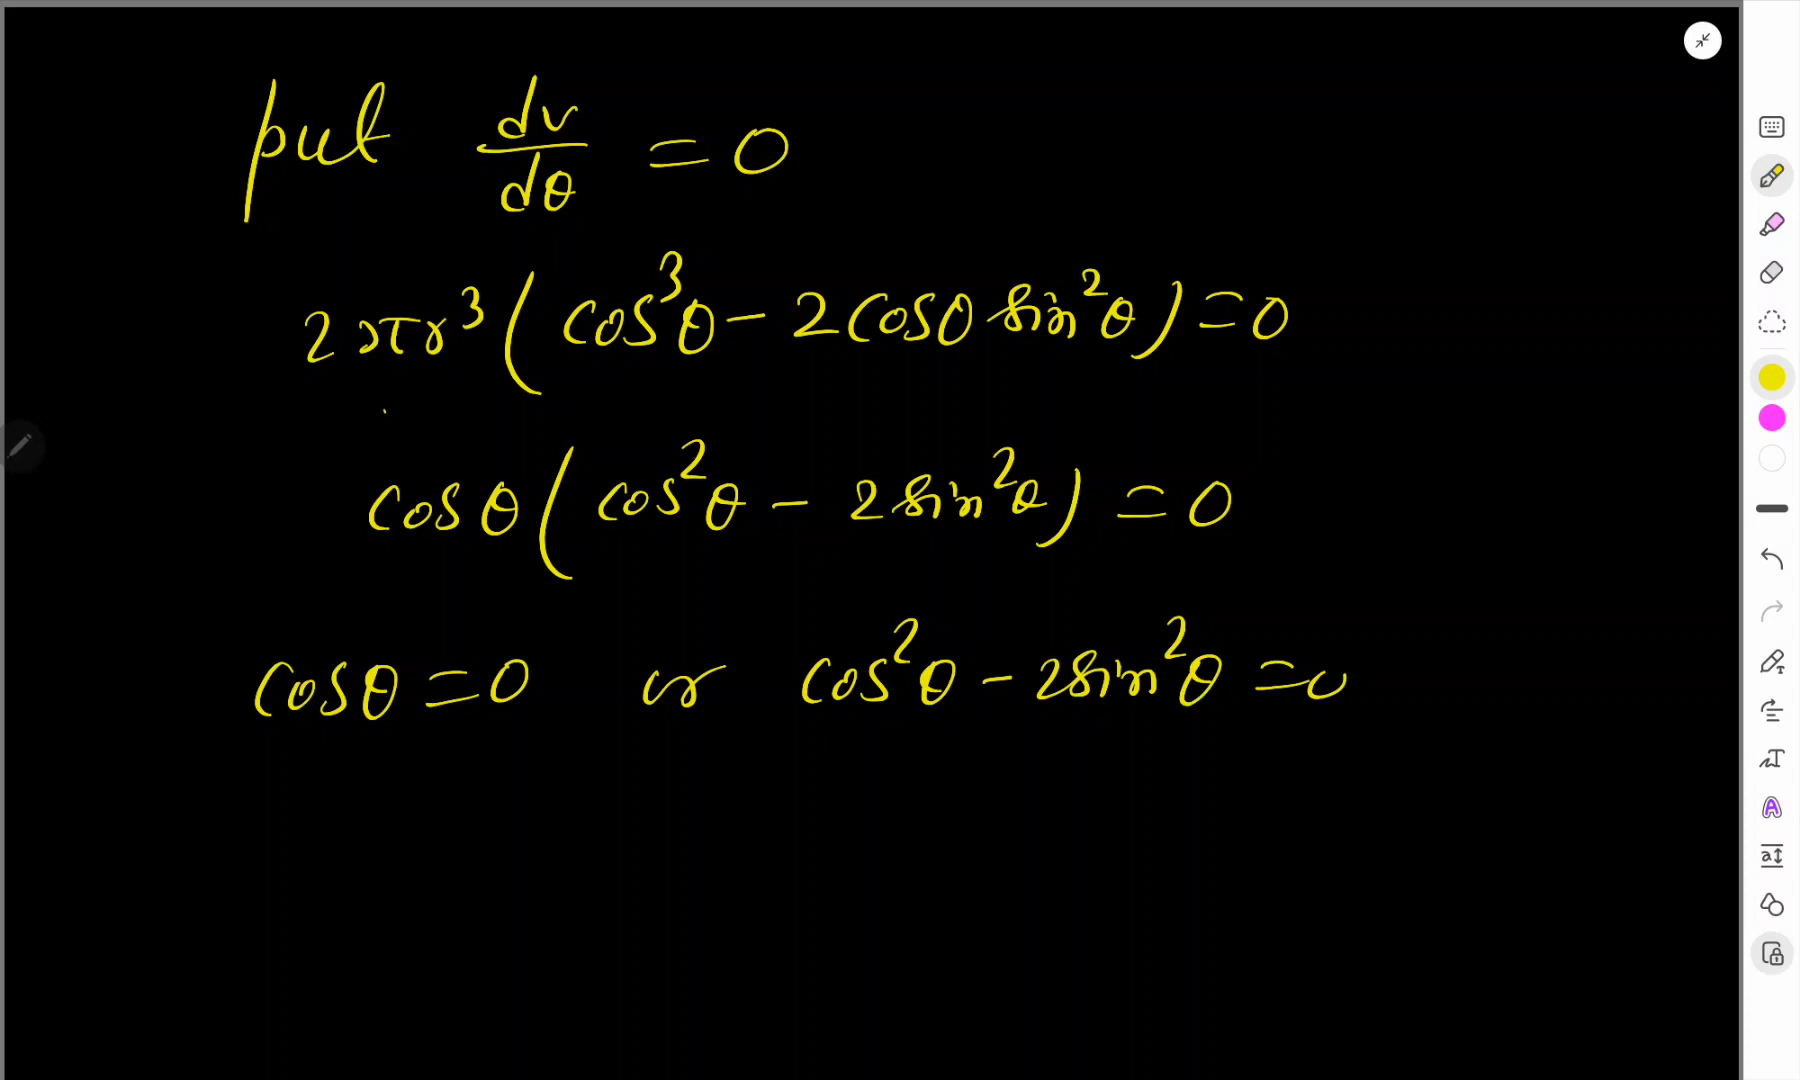 put dv/dθ = 0
2πr³(cos³θ - 2cosθ sin²θ) = 0
cosθ(cos²θ - 2sin²θ) = 0
cosθ = 0 or cos²θ - 2sin²θ = 0